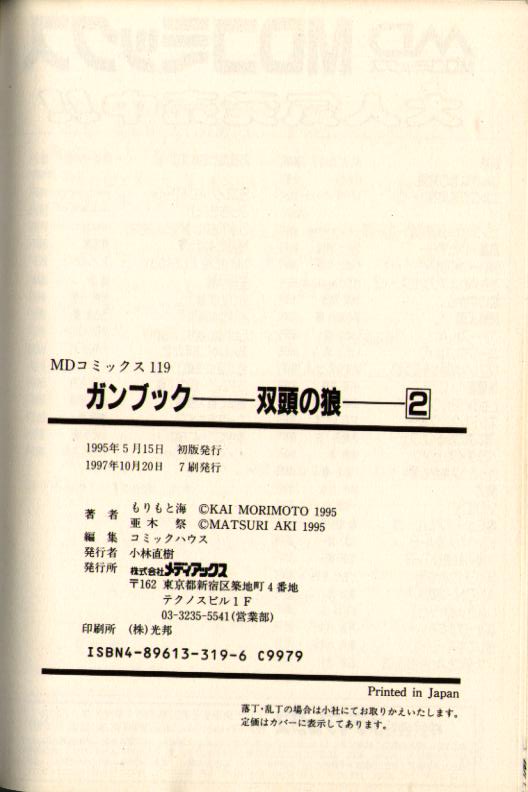 MDコミックス119
ガンブック――双頭の狼――2
1995年5月15日 初版発行
1997年10月20日 7刷発行
著者 もりもと海 ©KAI MORIMOTO 1995
亜木 祭 ©MATSURI AKI 1995
編集 コミックハウス
発行者 小林直樹
発行所 株式会社メディアックス
〒162 東京都新宿区築地町4番地
テクノスビル1F
03-3235-5541(営業部)
印刷所 (株)光邦
ISBN4-89613-319-6 C9979
Printed in Japan
落丁・乱丁の場合は小社にてお取りかえいたします。
定価はカバーに表示してあります。